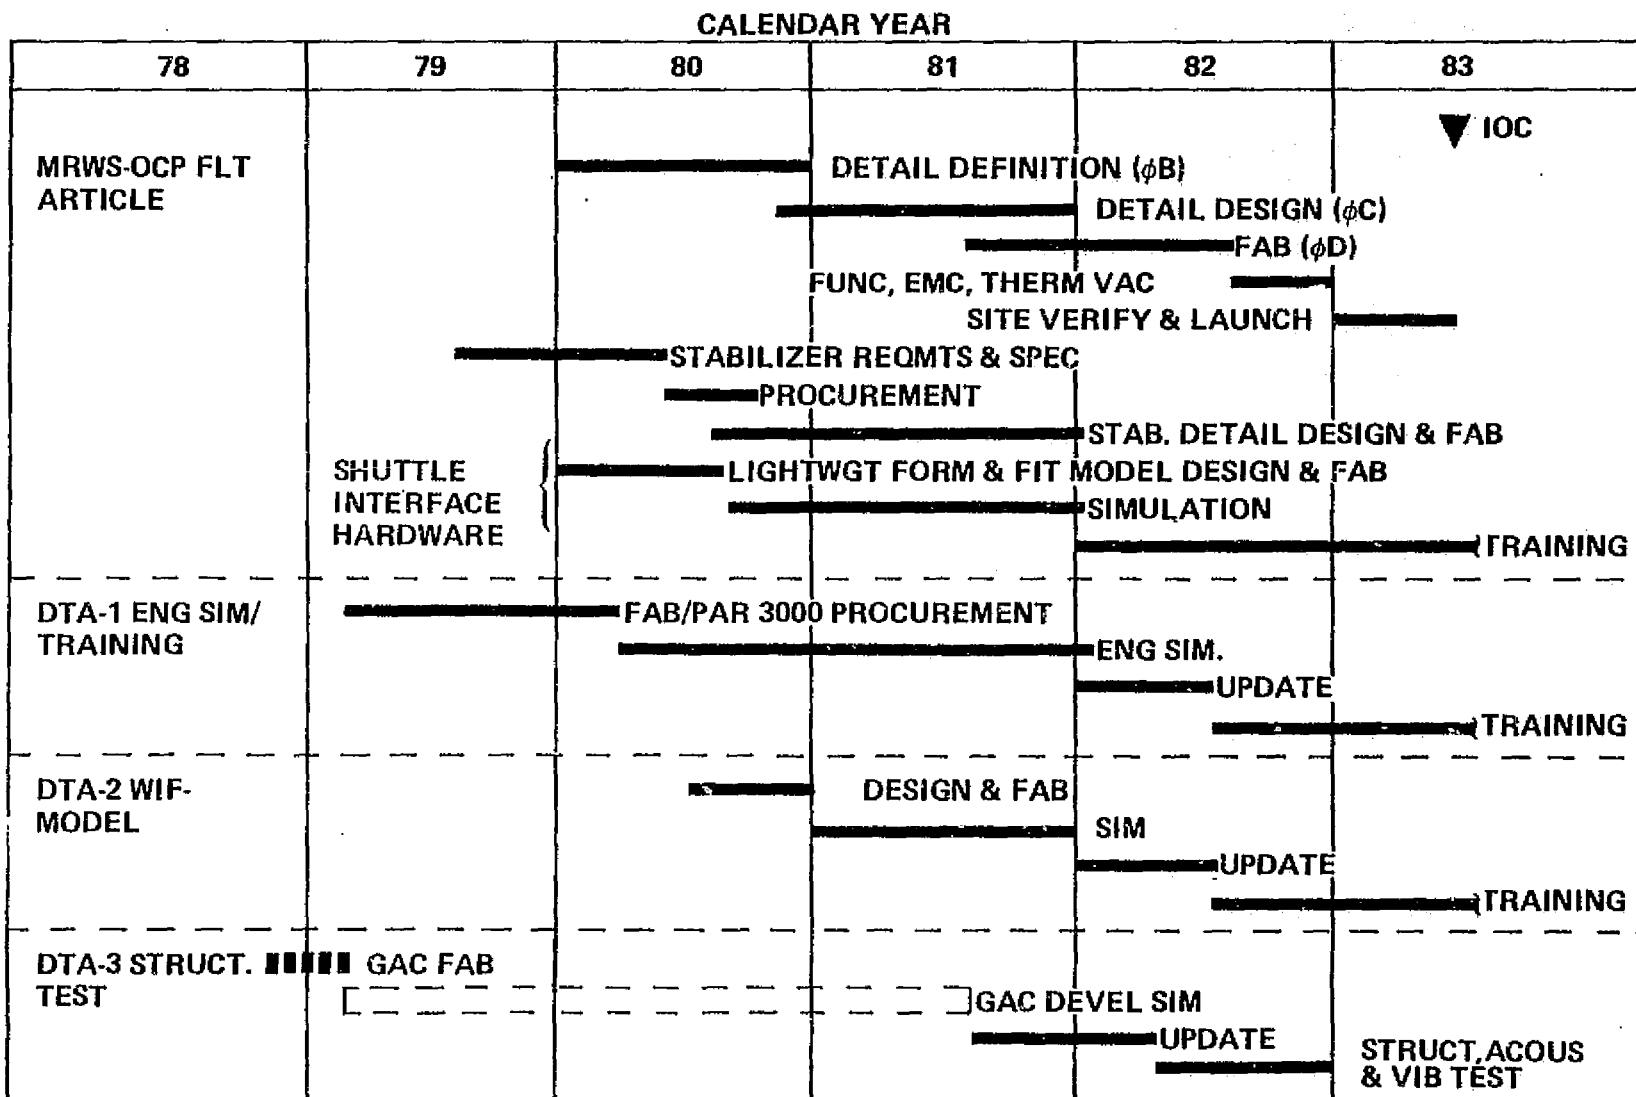 CALENDAR YEAR
78 79 80 81 82 83
IOC
MRWS-OCP FLT
ARTICLE
DETAIL DEFINITION (ϕB)
DETAIL DESIGN (ϕC)
FAB (ϕD)
FUNC, EMC, THERM VAC
SITE VERIFY & LAUNCH
STABILIZER REQMTS & SPEC
PROCUREMENT
STAB. DETAIL DESIGN & FAB
SHUTTLE
INTERFACE
HARDWARE
LIGHTWGT FORM & FIT MODEL DESIGN & FAB
SIMULATION
TRAINING
DTA-1 ENG SIM/
TRAINING
FAB/PAR 3000 PROCUREMENT
ENG SIM.
UPDATE
TRAINING
DTA-2 WIF-
MODEL
DESIGN & FAB
SIM
UPDATE
TRAINING
DTA-3 STRUCT.
TEST
GAC FAB
GAC DEVEL SIM
UPDATE
STRUCT, ACOUS
& VIB TEST